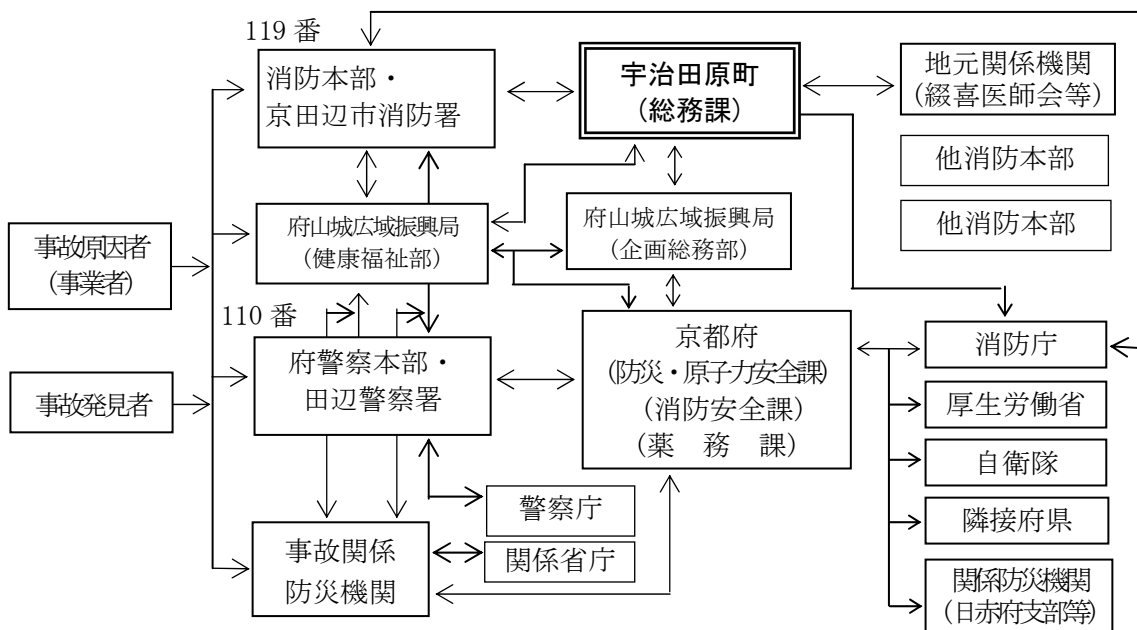 119 番
消防本部・
京田辺市消防署
宇治田原町
(総務課)
地元関係機関
(綴喜医師会等)
他消防本部
他消防本部
事故原因者
(事業者)
府山城広域振興局
(健康福祉部)
府山城広域振興局
(企画総務部)
110 番
府警察本部・
田辺警察署
京都府
(防災・原子力安全課)
(消防安全課)
(薬 務 課)
消防庁
厚生労働省
自衛隊
隣接府県
関係防災機関
(日赤府支部等)
事故発見者
警察庁
関係省庁
事故関係
防災機関